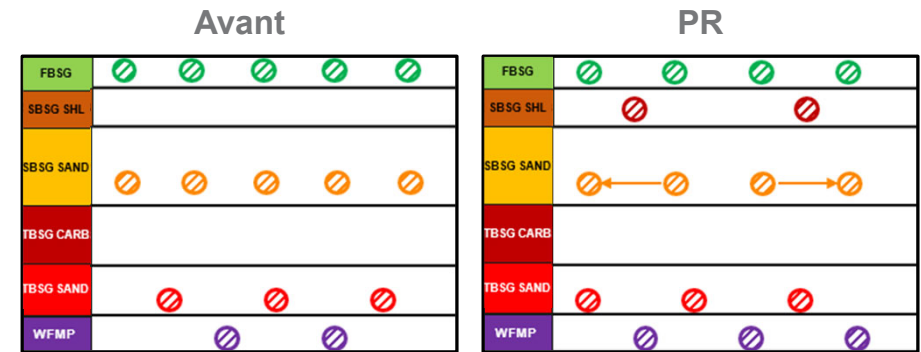 Avant
FBSG
SBSG SHL
SBSG SAND
TBSG CARB
TBSG SAND
WFMP
PR
FBSG
SBSG SHL
SBSG SAND
TBSG CARB
TBSG SAND
WFMP